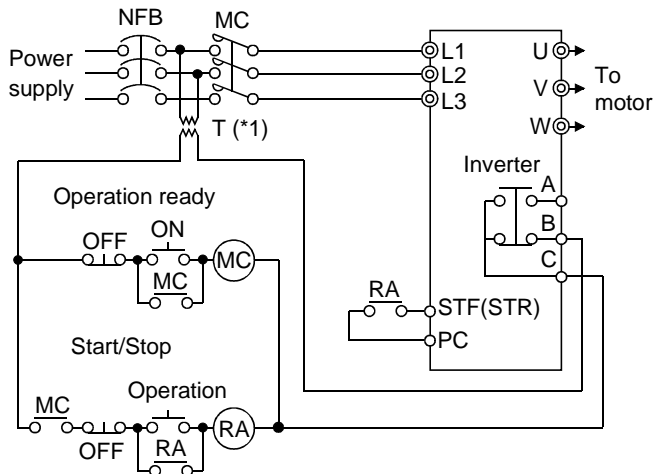 NFB
MC
Power
supply
L1
L2
L3
U
V
W
To
motor
T (*1)
Inverter
A
B
C
Operation ready
OFF
ON
MC
MC
RA
STF(STR)
PC
Start/Stop
Operation
MC
OFF
RA
RA